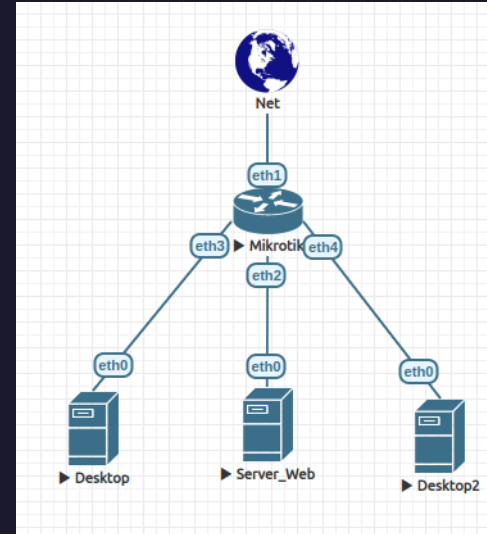 Net
eth1
eth3
Mikrotik
eth4
eth2
eth0
eth0
eth0
Desktop
Server_Web
Desktop2